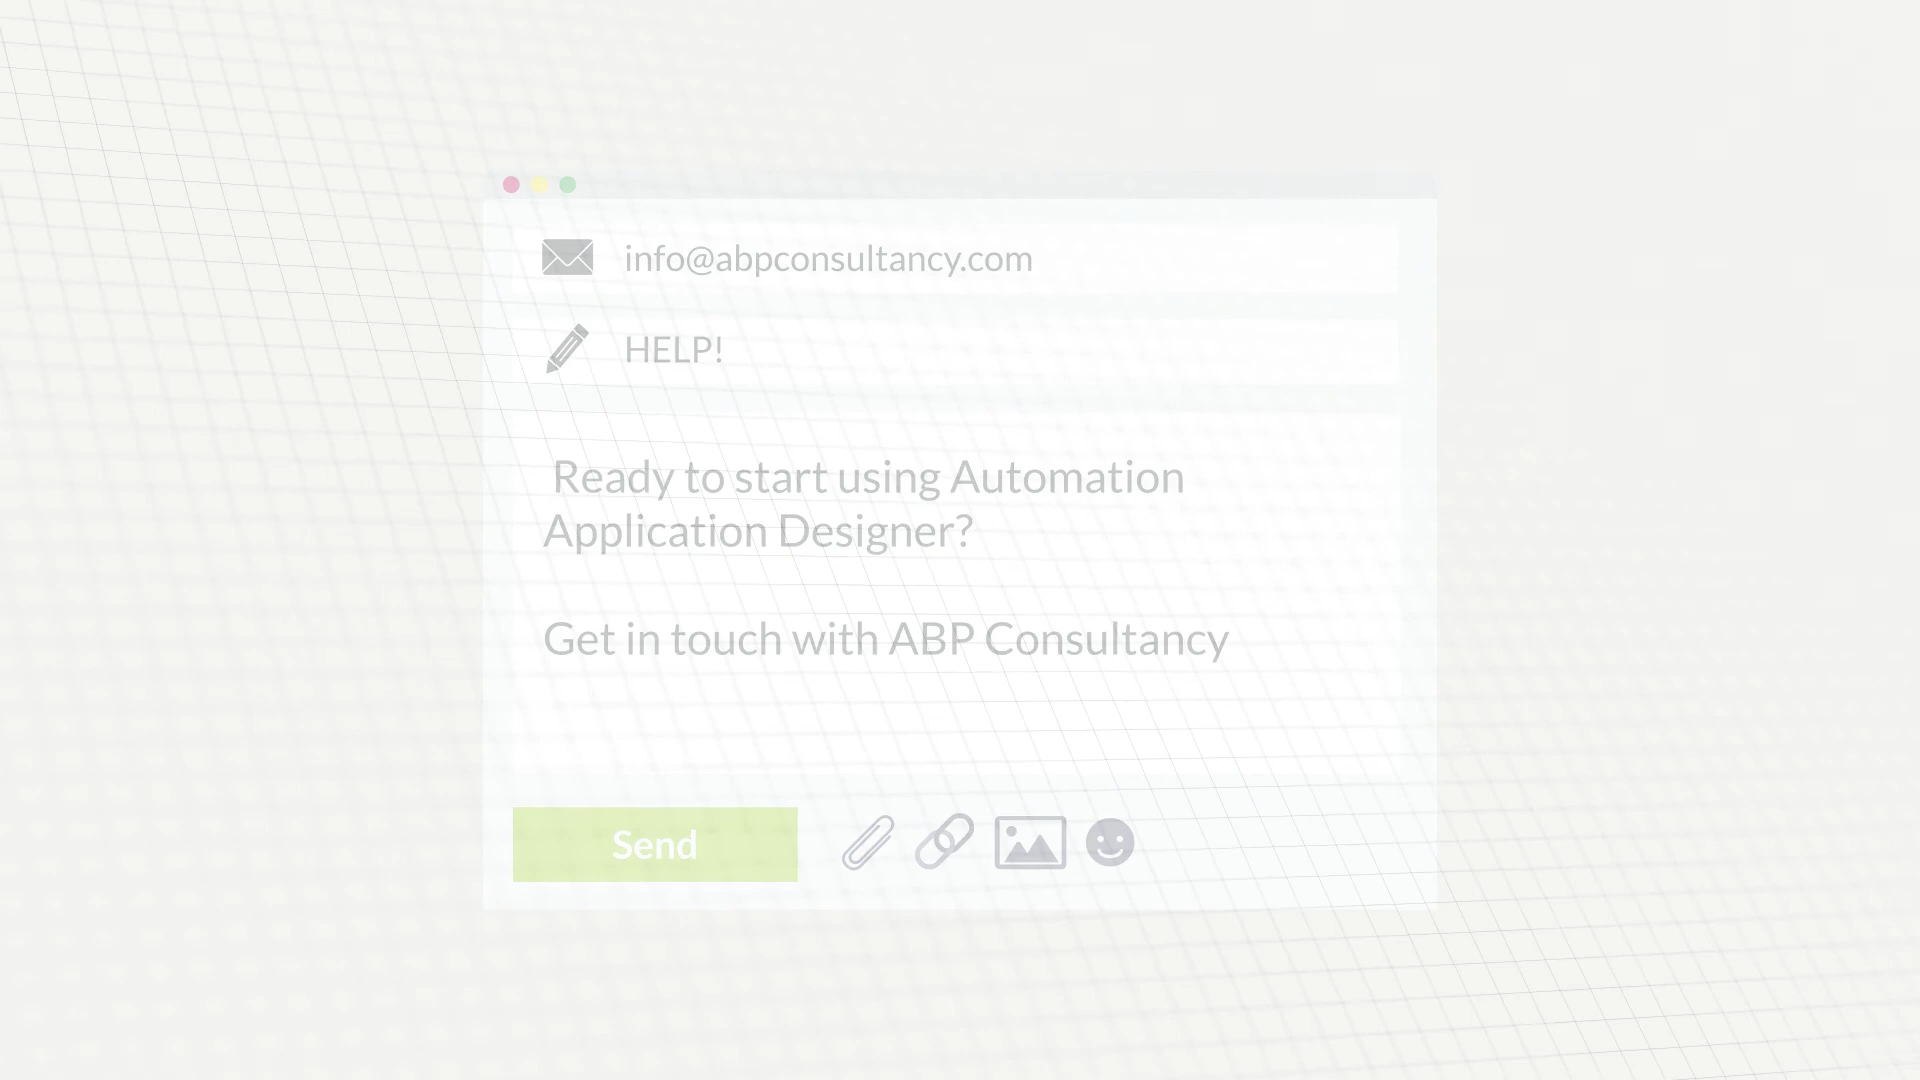 info@abpconsultancy.com
HELP!
Ready to start using Automation
Application Designer?
Get in touch with ABP Consultancy
Send